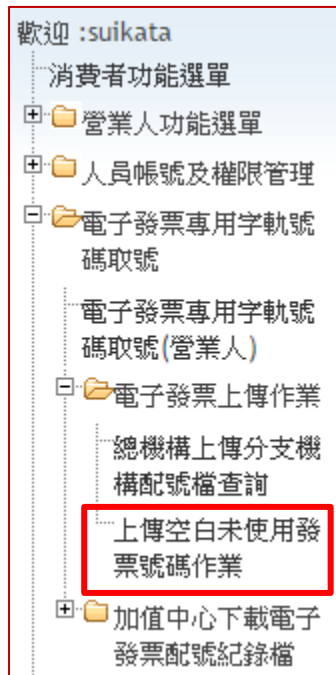 歡迎 :suikata
消費者功能選單
營業人功能選單
人員帳號及權限管理
電子發票專用字軌號
碼取號
電子發票專用字軌號
碼取號(營業人)
電子發票上傳作業
總機構上傳分支機
構配號檔查詢
上傳空白未使用發
票號碼作業
加值中心下載電子
發票配號紀錄檔